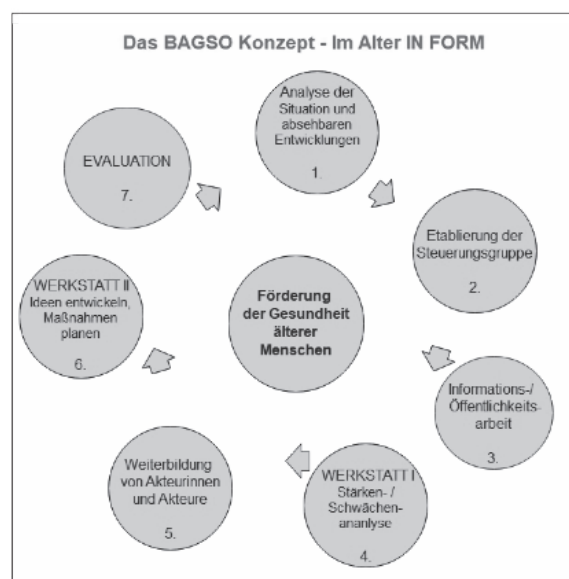 Das BAGSO Konzept - Im Alter IN FORM
Analyse der
Situation und
absehbaren
Entwicklungen
1.
Etablierung der
Steuerungsgruppe
2.
Informations-/
Öffentlichkeits-
arbeit
3.
WERKSTATT I
Stärken- /
Schwächen-
ananlyse
4.
Weiterbildung
von Akteurinnen
und Akteure
5.
WERKSTATT II
Ideen entwickeln,
Maßnahmen
planen
6.
EVALUATION
7.
Förderung
der Gesundheit
älterer
Menschen